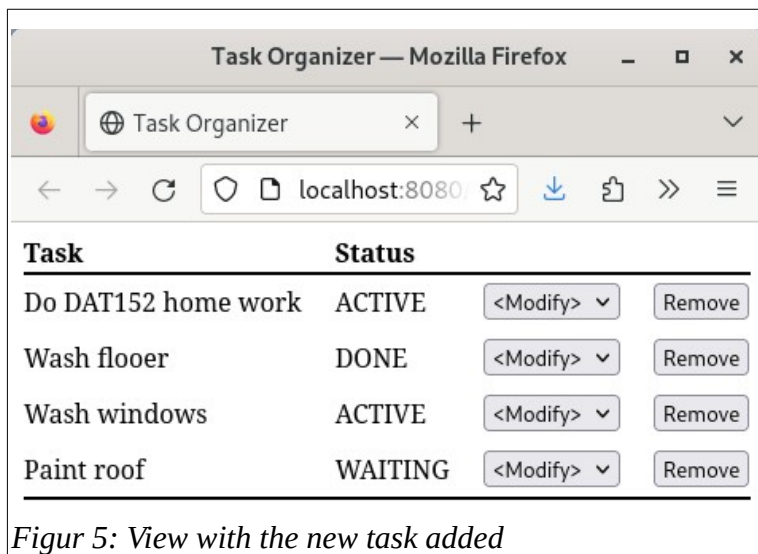 Task Organizer — Mozilla Firefox
Task Organizer
localhost:8080
Task Status
Do DAT152 home work ACTIVE <Modify> Remove
Wash flooer DONE <Modify> Remove
Wash windows ACTIVE <Modify> Remove
Paint roof WAITING <Modify> Remove
Figur 5: View with the new task added